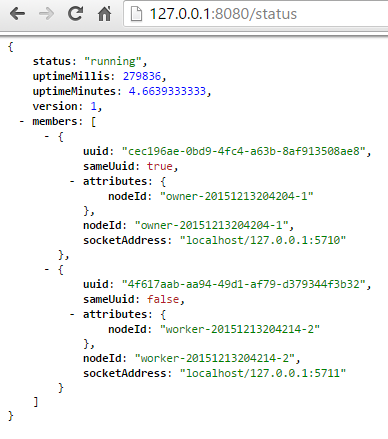 127.0.0.1:8080/status
{
status: "running",
uptimeMillis: 279836,
uptimeMinutes: 4.6639333333,
version: 1,
- members: [
- {
uuid: "cec196ae-0bd9-4fc4-a63b-8af913508ae8",
sameUuid: true,
- attributes: {
nodeId: "owner-20151213204204-1"
},
nodeId: "owner-20151213204204-1",
socketAddress: "localhost/127.0.0.1:5710"
},
- {
uuid: "4f617aab-aa94-49d1-af79-d379344f3b32",
sameUuid: false,
- attributes: {
nodeId: "worker-20151213204214-2"
},
nodeId: "worker-20151213204214-2",
socketAddress: "localhost/127.0.0.1:5711"
}
]
}